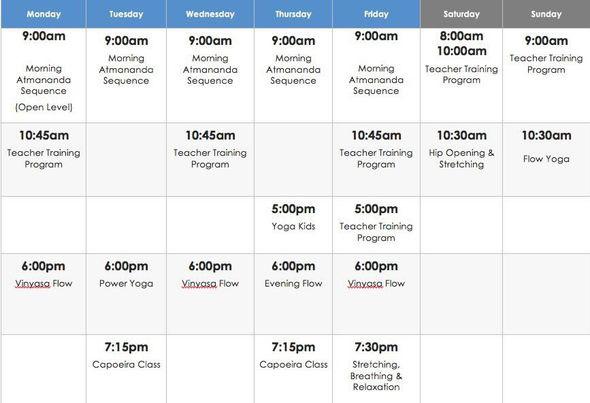 Monday Tuesday Wednesday Thursday Friday Saturday Sunday
9:00am
Morning
Atmananda
Sequence
(Open Level)
9:00am
Morning
Atmananda
Sequence
9:00am
Morning
Atmananda
Sequence
9:00am
Morning
Atmananda
Sequence
9:00am
Morning
Atmananda
Sequence
8:00am
10:00am
Teacher Training
Program
9:00am
Teacher Training
Program
10:45am
Teacher Training
Program
10:45am
Teacher Training
Program
10:45am
Teacher Training
Program
10:30am
Hip Opening &
Stretching
10:30am
Flow Yoga
5:00pm
Yoga Kids
5:00pm
Teacher Training
Program
6:00pm
Vinyasa Flow
6:00pm
Power Yoga
6:00pm
Vinyasa Flow
6:00pm
Evening Flow
6:00pm
Vinyasa Flow
7:15pm
Capoeira Class
7:15pm
Capoeira Class
7:30pm
Stretching,
Breathing &
Relaxation